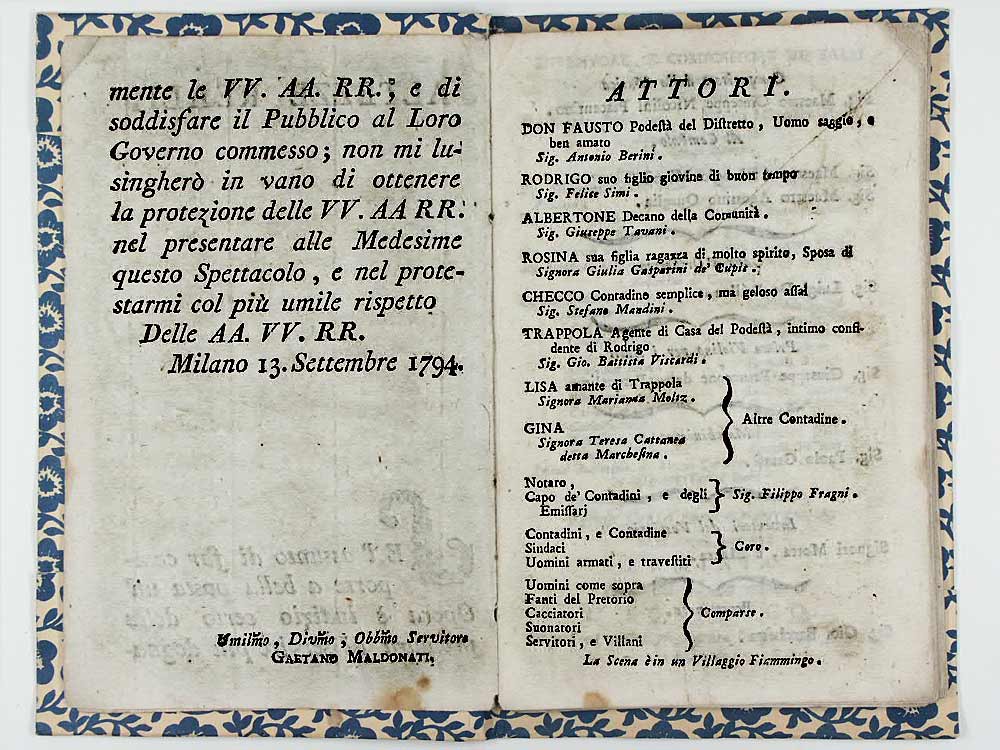 mente le VV. AA. RR.; e di
soddisfare il Pubblico al Loro
Governo commesso; non mi lu-
singherò in vano di ottenere
la protezione delle VV. AA RR.
nel presentare alle Medesime
questo Spettacolo, e nel prote-
starmi col più umile rispetto
Delle AA. VV. RR.
Milano 13. Settembre 1794.
Umilm̃o, Divm̃o, Obbm̃o Servitore
GAETANO MALDONATI.
ATTORI.
DON FAUSTO Podestà del Distretto, Uomo saggio, e
ben amato
Sig. Antonio Berini.
RODRIGO suo figlio giovine di buon tempo
Sig. Felice Simi.
ALBERTONE Decano della Comunità.
Sig. Giuseppe Tavani.
ROSINA sua figlia ragazza di molto spirito, Sposa di
Signora Giulia Gasparini de' Cupis.
CHECCO Contadino semplice, ma geloso assai
Sig. Stefano Mandini.
TRAPPOLA Agente di Casa del Podestà, intimo confi-
dente di Rodrigo
Sig. Gio. Battista Viscardi.
LISA amante di Trappola
Signora Marianna Moltz.
Altre Contadine.
GINA
Signora Teresa Cattanea
detta Marchesina.
Notaro,
Capo de' Contadini, e degli
Emissarj
Sig. Filippo Fragni.
Contadini, e Contadine
Sindaci
Uomini armati, e travestiti
Coro.
Uomini come sopra
Fanti del Pretorio
Cacciatori
Suonatori
Servitori, e Villani
Comparse.
La Scena è in un Villaggio Fiammingo.